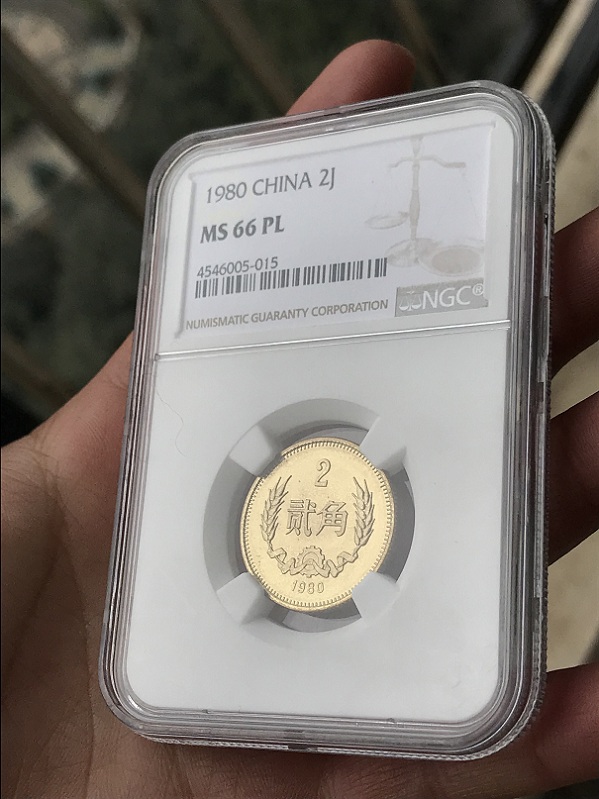 1980 CHINA 2J
MS 66 PL
4546005-015
NUMISMATIC GUARANTY CORPORATION
NGC®
2
贰角
1980